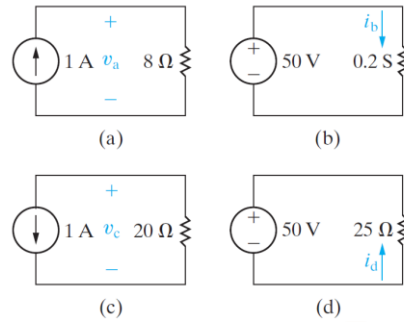 + + i_b
1 A v_a 8 Ω 50 V 0.2 S
− −
(a) (b)
+ +
1 A v_c 20 Ω 50 V 25 Ω
− − i_d
(c) (d)